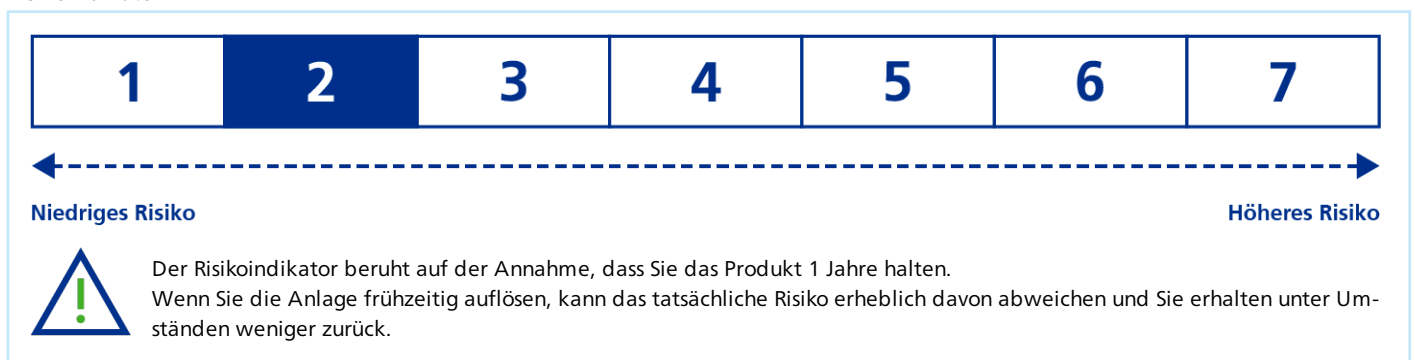 1 2 3 4 5 6 7
Niedriges Risiko Höheres Risiko
Der Risikoindikator beruht auf der Annahme, dass Sie das Produkt 1 Jahre halten.
Wenn Sie die Anlage frühzeitig auflösen, kann das tatsächliche Risiko erheblich davon abweichen und Sie erhalten unter Um-
ständen weniger zurück.